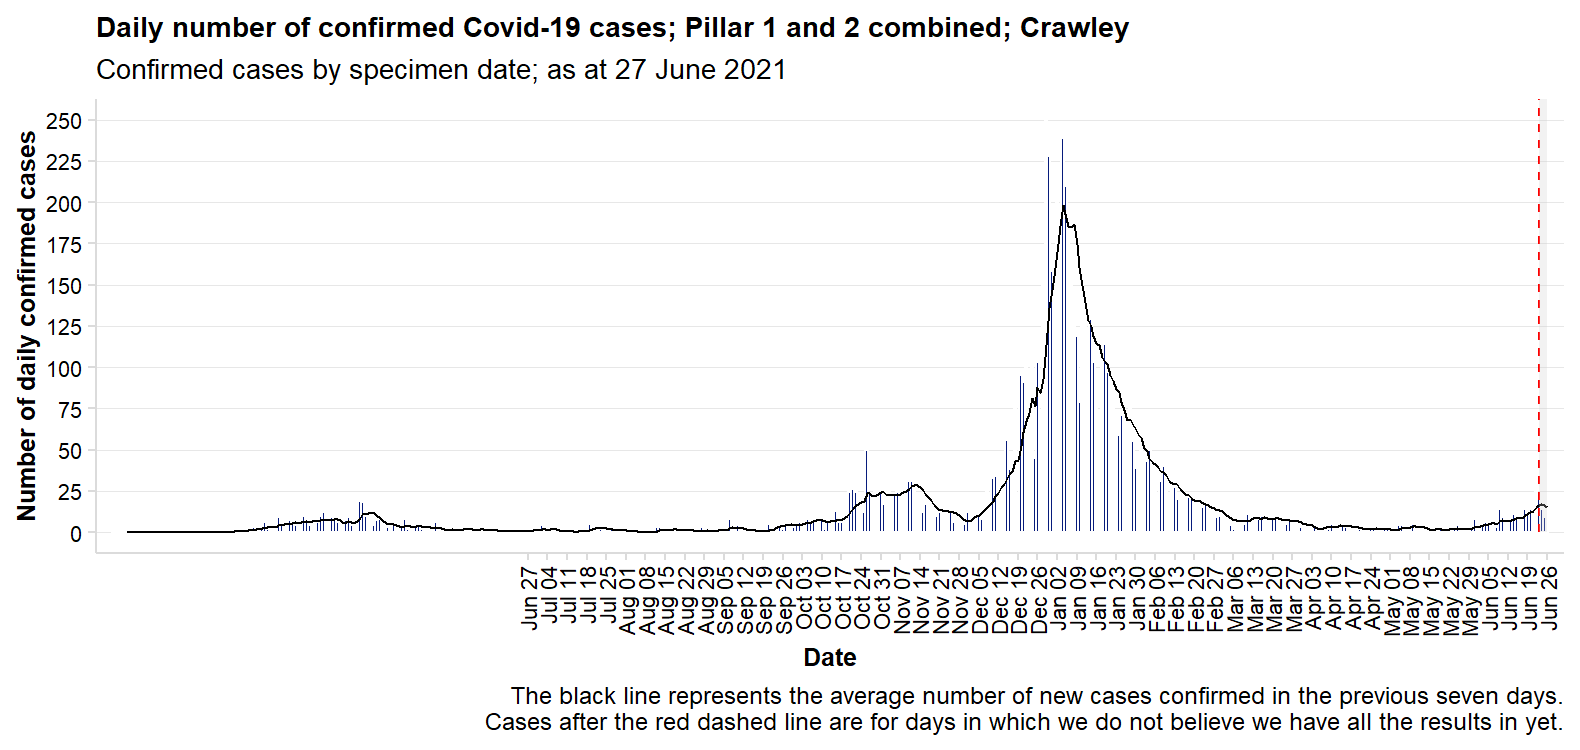 Daily number of confirmed Covid-19 cases; Pillar 1 and 2 combined; Crawley
Confirmed cases by specimen date; as at 27 June 2021
Number of daily confirmed cases
250
225
200
175
150
125
100
75
50
25
0
Jun 27
Jul 04
Jul 11
Jul 18
Jul 25
Aug 01
Aug 08
Aug 15
Aug 22
Aug 29
Sep 05
Sep 12
Sep 19
Sep 26
Oct 03
Oct 10
Oct 17
Oct 24
Oct 31
Nov 07
Nov 14
Nov 21
Nov 28
Dec 05
Dec 12
Dec 19
Dec 26
Jan 02
Jan 09
Jan 16
Jan 23
Jan 30
Feb 06
Feb 13
Feb 20
Feb 27
Mar 06
Mar 13
Mar 20
Mar 27
Apr 03
Apr 10
Apr 17
Apr 24
May 01
May 08
May 15
May 22
May 29
Jun 05
Jun 12
Jun 19
Jun 26
Date
The black line represents the average number of new cases confirmed in the previous seven days.
Cases after the red dashed line are for days in which we do not believe we have all the results in yet.